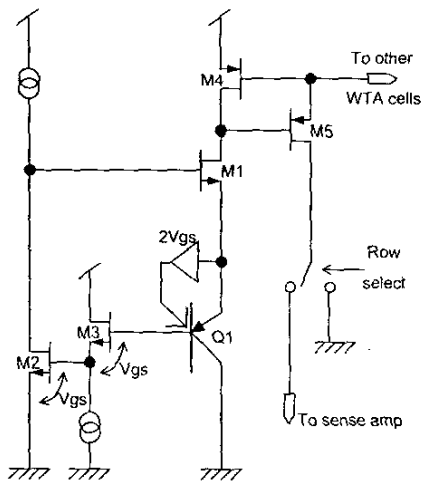 To other
WTA cells
M4
M5
M1
2Vgs
Row
select
M3
Q1
M2
Vgs
Vgs
To sense amp